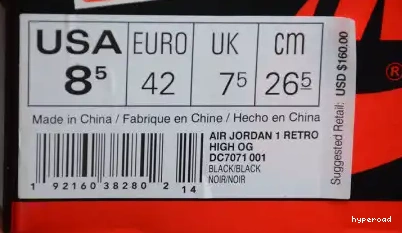 USA EURO UK cm
8⁵ 42 7⁵ 26⁵
Made in China / Fabrique en Chine / Hecho en China
AIR JORDAN 1 RETRO
HIGH OG
DC7071 001
BLACK/BLACK
NOIR/NOIR
1 92160 38280 2 14
Suggested Retail: USD $160.00
®
hyperoad